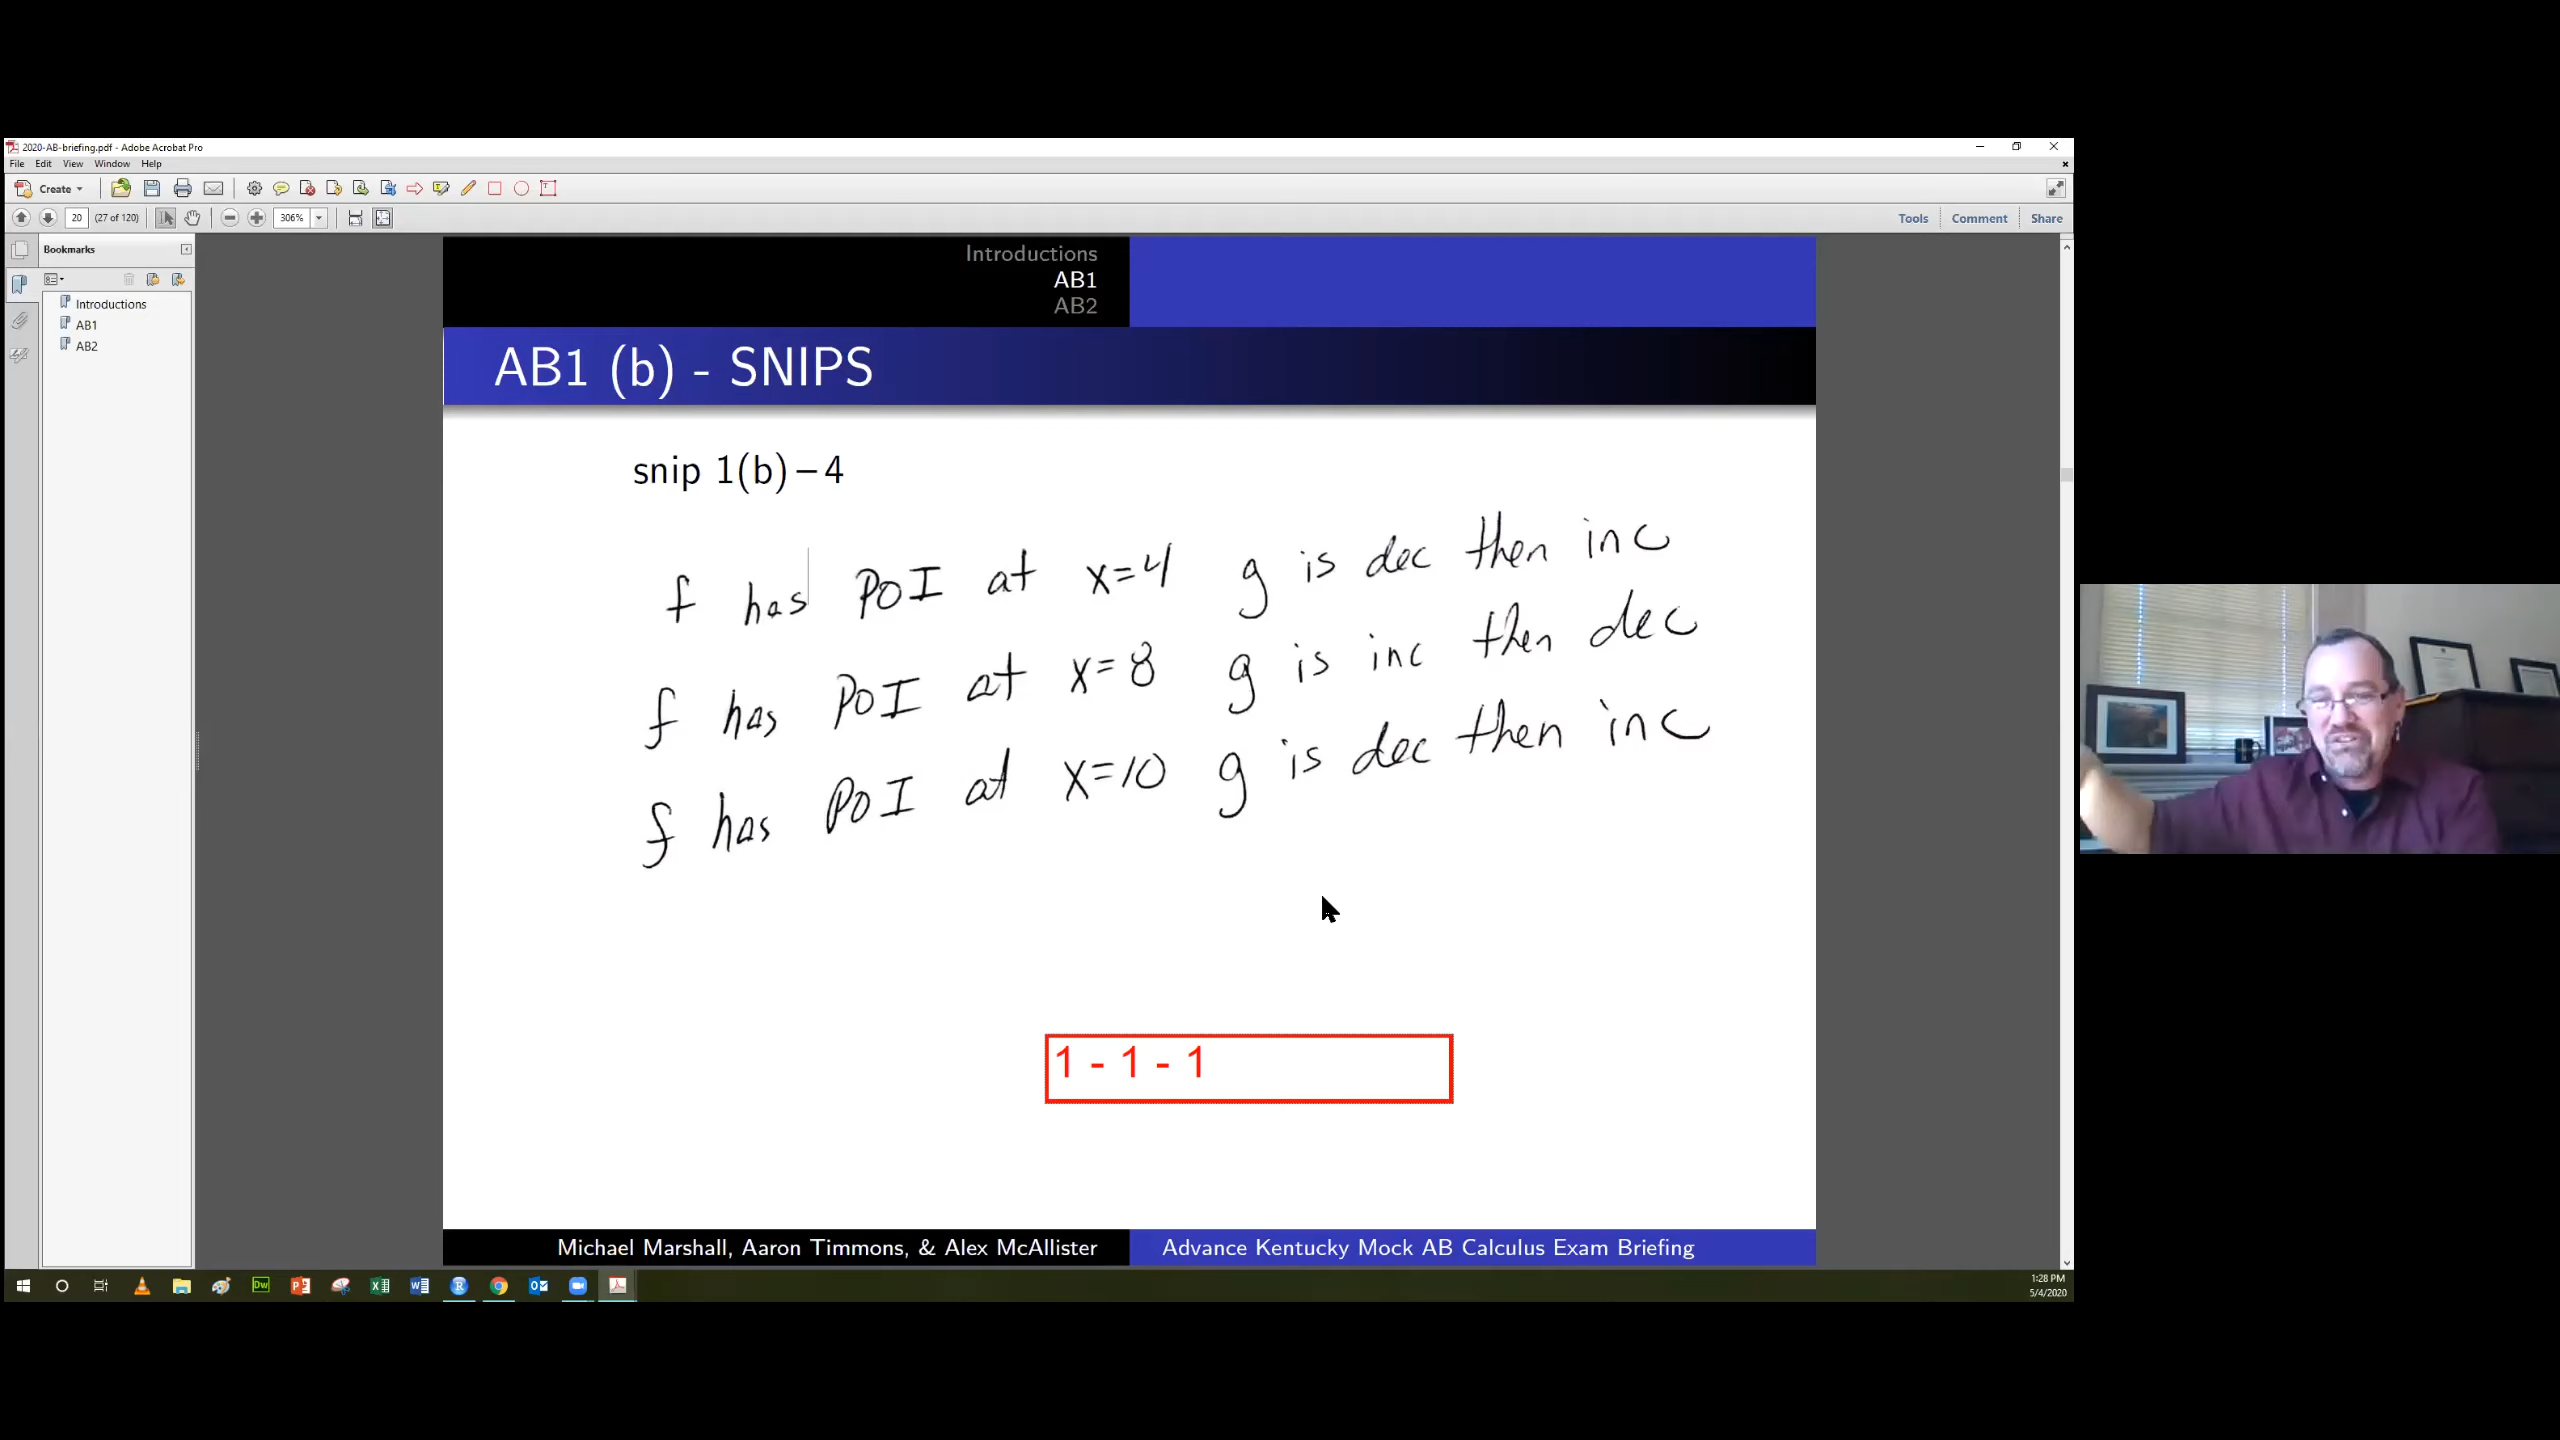 2020-AB-briefing.pdf - Adobe Acrobat Pro
File Edit View Window Help
Create
20 (27 of 120) 306% Tools Comment Share
Bookmarks
Introductions
AB1
AB2
Introductions
AB1
AB2
AB1 (b) - SNIPS
snip 1(b)–4
f has POI at x=4 g is dec then inc
f has POI at x=8 g is inc then dec
f has POI at x=10 g is dec then inc
1 - 1 - 1
Michael Marshall, Aaron Timmons, & Alex McAllister Advance Kentucky Mock AB Calculus Exam Briefing
1:28 PM
5/4/2020